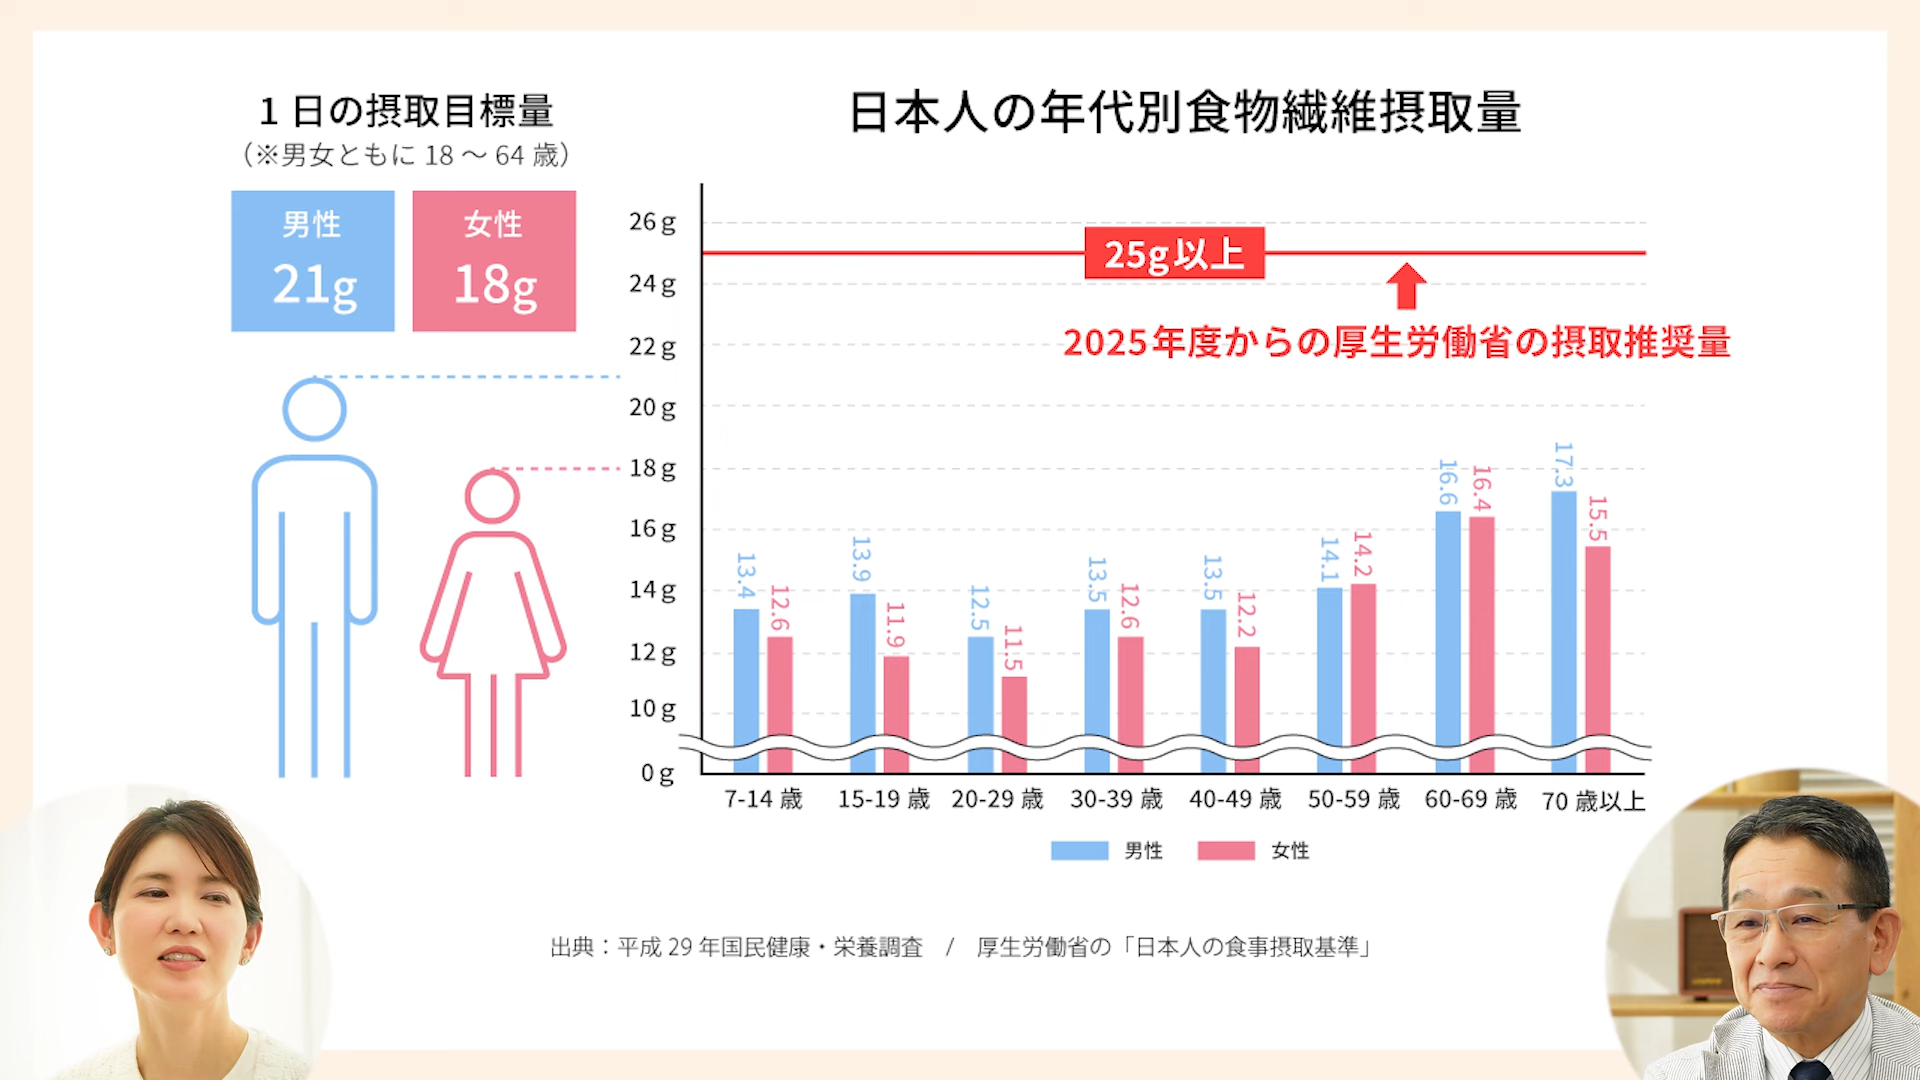 1日の摂取目標量
（※男女ともに 18 ～ 64 歳）
男性
21g
女性
18g
日本人の年代別食物繊維摂取量
26g
24g
22g
20g
18g
16g
14g
12g
10g
0g
25g以上
2025年度からの厚生労働省の摂取推奨量
13.4
12.6
13.9
11.9
12.5
11.5
13.5
12.6
13.5
12.2
14.1
14.2
16.6
16.4
17.3
15.5
7-14 歳
15-19 歳
20-29 歳
30-39 歳
40-49 歳
50-59 歳
60-69 歳
70 歳以上
男性
女性
出典：平成 29 年国民健康・栄養調査　/　厚生労働省の「日本人の食事摂取基準」